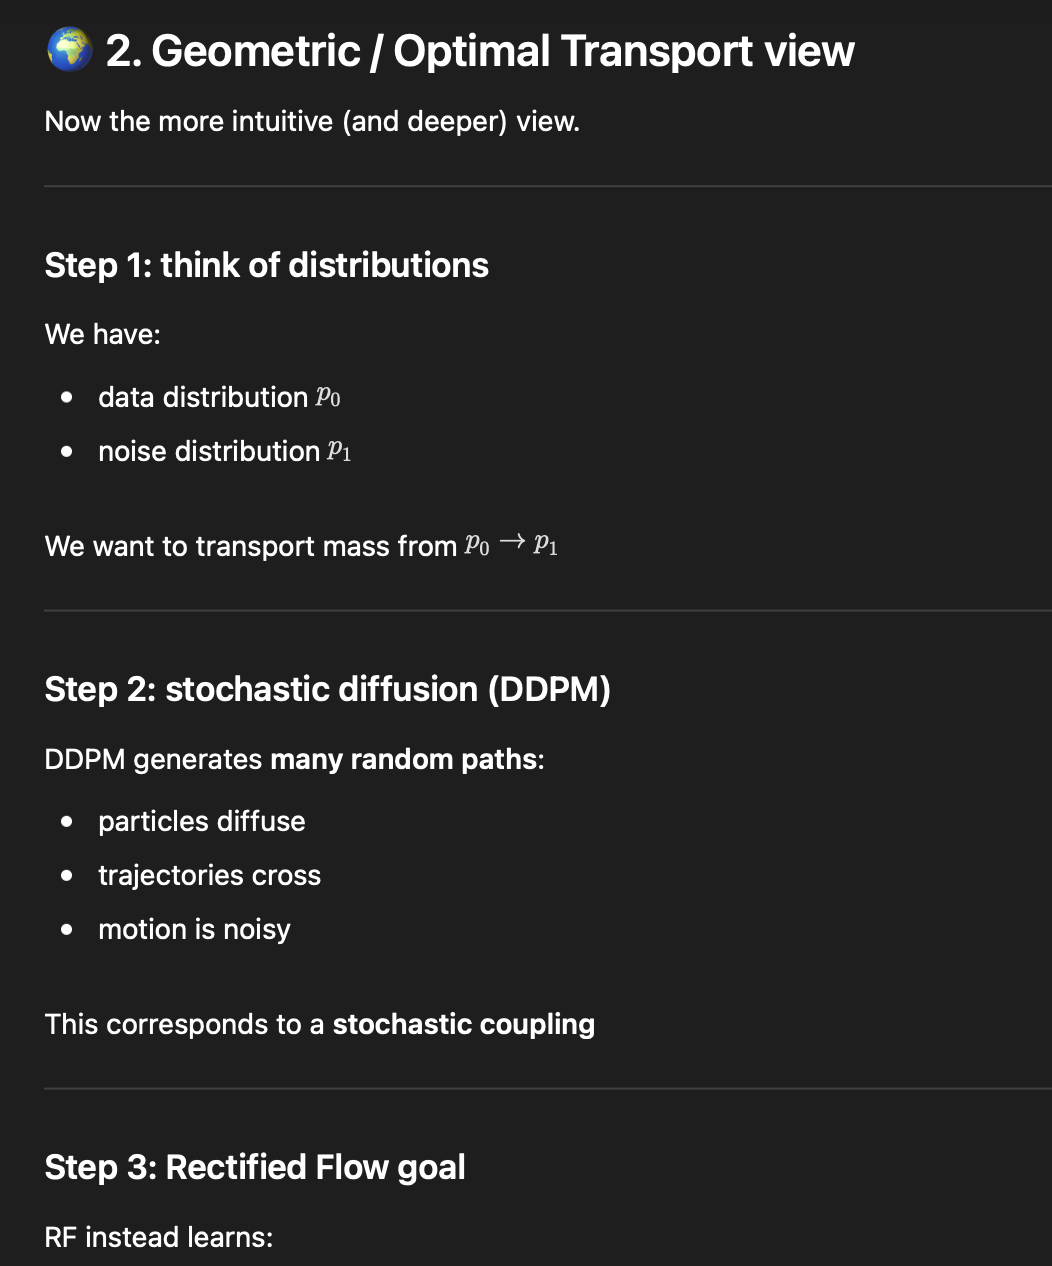 🌍 2. Geometric / Optimal Transport view
Now the more intuitive (and deeper) view.
Step 1: think of distributions
We have:
• data distribution p₀
• noise distribution p₁
We want to transport mass from p₀ → p₁
Step 2: stochastic diffusion (DDPM)
DDPM generates many random paths:
• particles diffuse
• trajectories cross
• motion is noisy
This corresponds to a stochastic coupling
Step 3: Rectified Flow goal
RF instead learns: